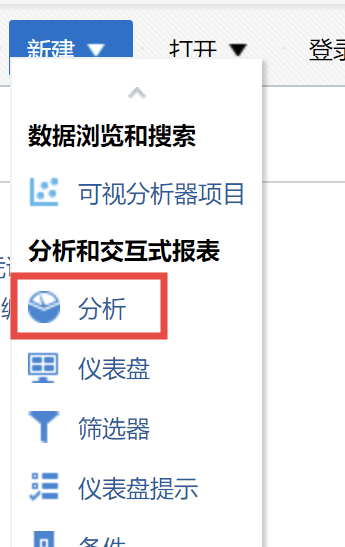 新建 打开 登录
数据浏览和搜索
可视分析器项目
分析和交互式报表
分析
仪表盘
筛选器
仪表盘提示
条件